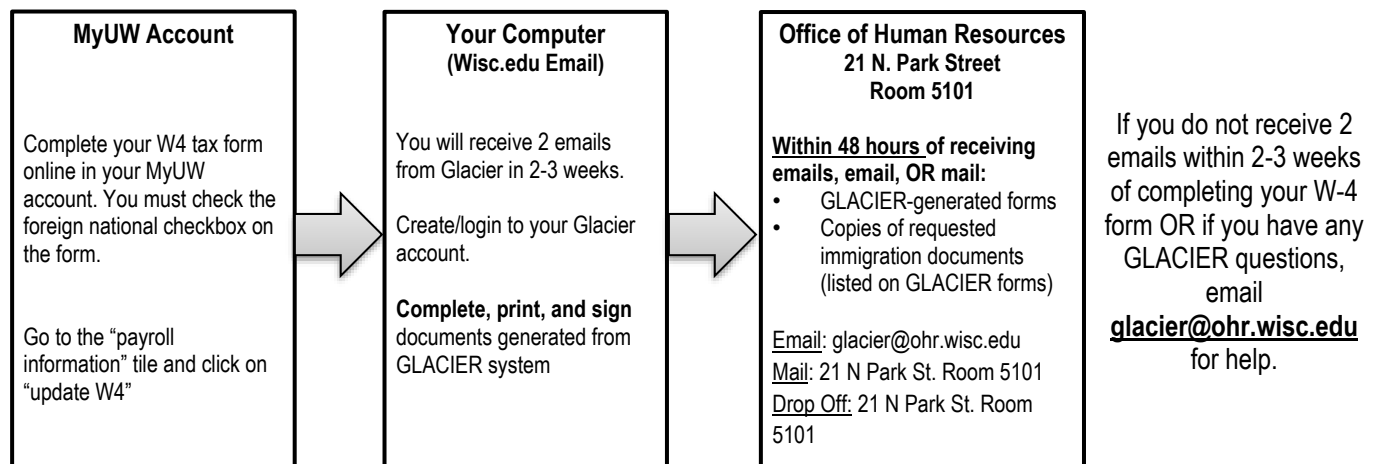 MyUW Account
Complete your W4 tax form
online in your MyUW
account. You must check the
foreign national checkbox on
the form.
Go to the “payroll
information” tile and click on
“update W4”
Your Computer
(Wisc.edu Email)
You will receive 2 emails
from Glacier in 2-3 weeks.
Create/login to your Glacier
account.
Complete, print, and sign
documents generated from
GLACIER system
Office of Human Resources
21 N. Park Street
Room 5101
Within 48 hours of receiving
emails, email, OR mail:
• GLACIER-generated forms
• Copies of requested
immigration documents
(listed on GLACIER forms)
Email: glacier@ohr.wisc.edu
Mail: 21 N Park St. Room 5101
Drop Off: 21 N Park St. Room
5101
If you do not receive 2
emails within 2-3 weeks
of completing your W-4
form OR if you have any
GLACIER questions,
email
glacier@ohr.wisc.edu
for help.